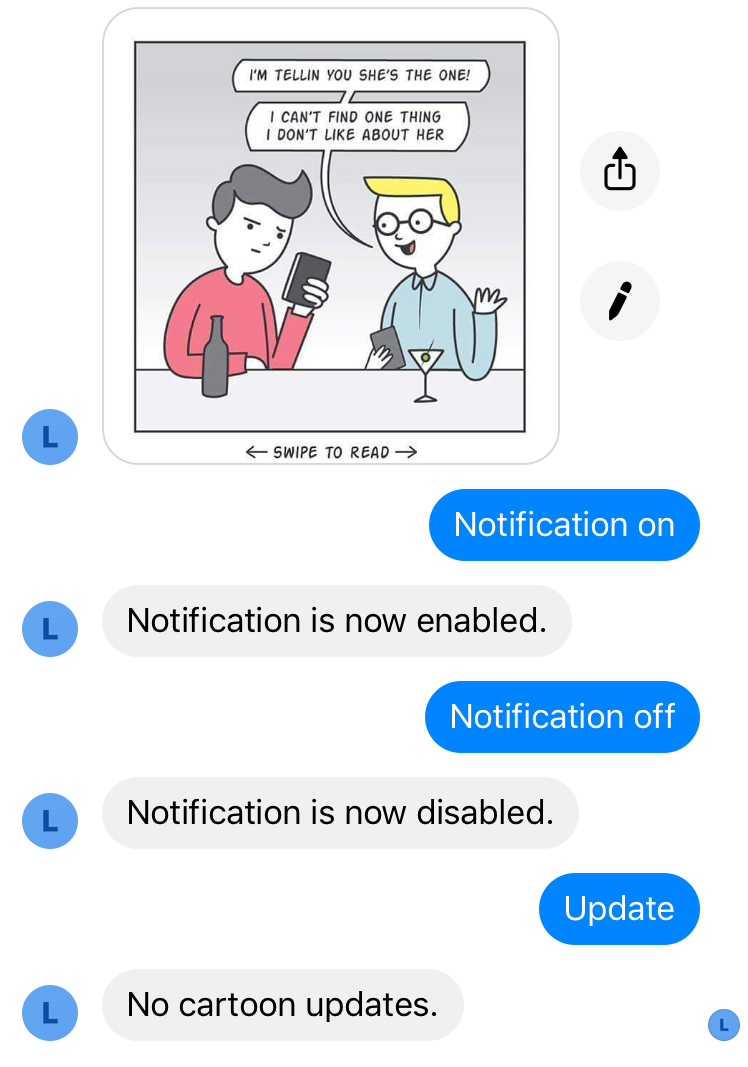 I'M TELLIN YOU SHE'S THE ONE!
I CAN'T FIND ONE THING
I DON'T LIKE ABOUT HER
← SWIPE TO READ →
L
Notification on
L
Notification is now enabled.
Notification off
L
Notification is now disabled.
Update
L
No cartoon updates.
L